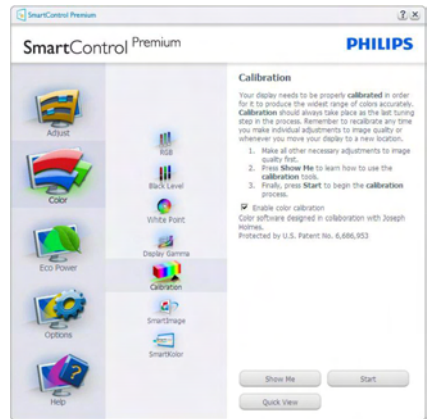 SmartControl Premium
SmartControl Premium
PHILIPS
Adjust
Color
Eco Power
Options
Help
RGB
Black Level
White Point
Display Gamma
Calibration
SmartImage
SmartKolor
Calibration
Your display needs to be properly calibrated in order
for it to produce the widest range of colors accurately.
Calibration should always take place as the last tuning
step in the process. Remember to recalibrate any time
you make individual adjustments to image quality or
whenever you move your display to a new location.
1. Make all other necessary adjustments to image
quality first.
2. Press Show Me to learn how to use the
calibration tools.
3. Finally, press Start to begin the calibration
process.
Enable color calibration
Color software designed in collaboration with Joseph
Holmes.
Protected by U.S. Patent No. 6,686,953
Show Me
Start
Quick View